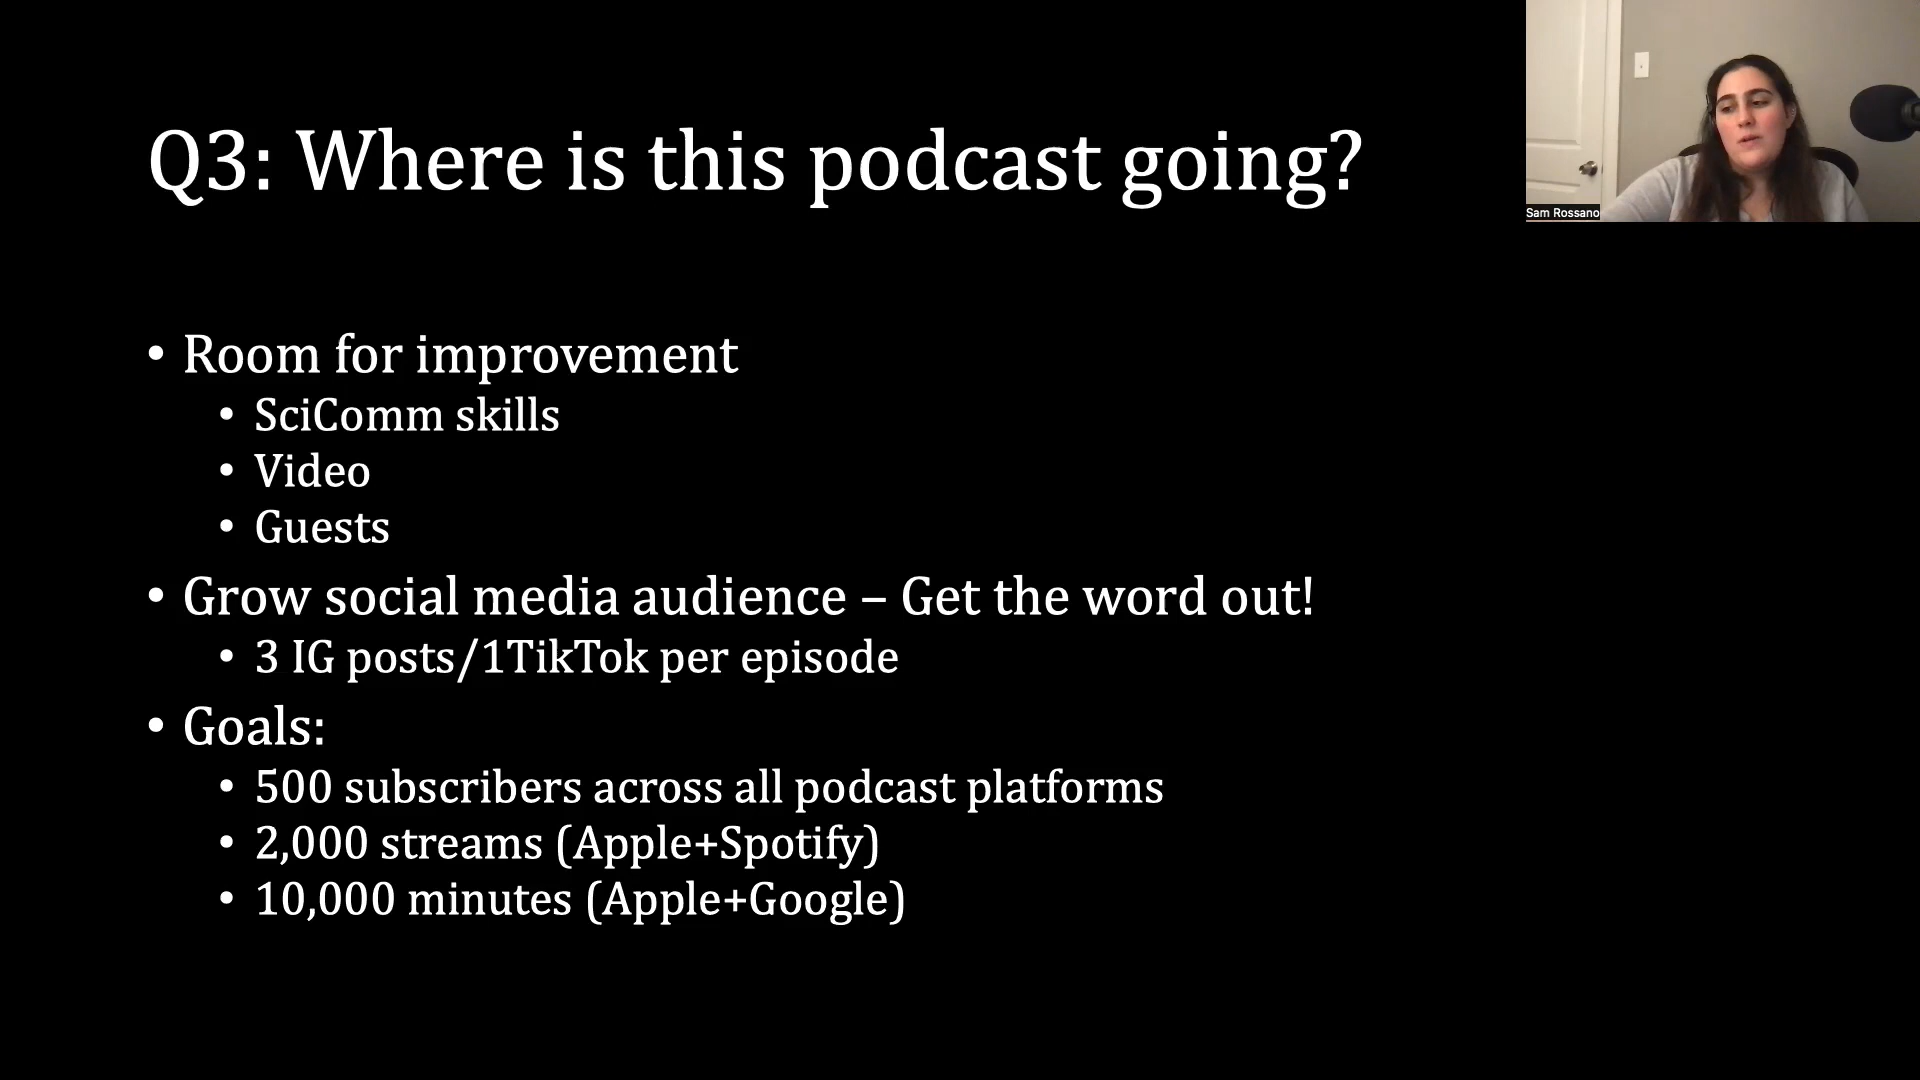 Q3: Where is this podcast going?
Sam Rossano
• Room for improvement
• SciComm skills
• Video
• Guests
• Grow social media audience – Get the word out!
• 3 IG posts/1TikTok per episode
• Goals:
• 500 subscribers across all podcast platforms
• 2,000 streams (Apple+Spotify)
• 10,000 minutes (Apple+Google)